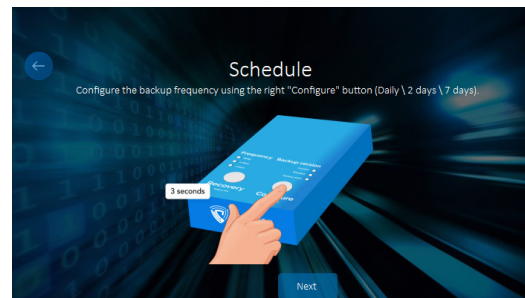 Schedule
Configure the backup frequency using the right "Configure" button (Daily \ 2 days \ 7 days).
Frequency Backup version
3 seconds
Recovery
Next